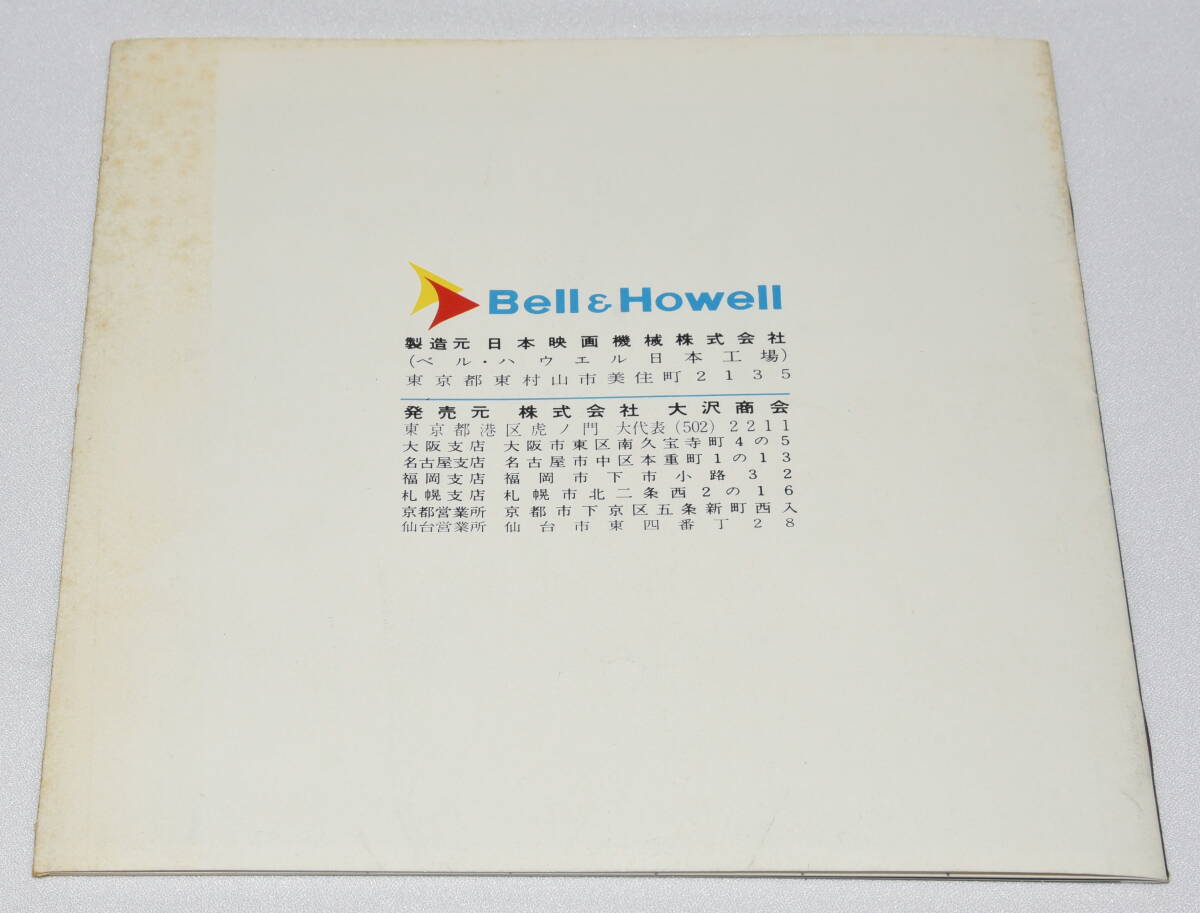 Bell & Howell
製造元 日本映画機械株式会社
(ベル・ハウエル日本工場)
東京都東村山市美住町2135
発売元 株式会社 大沢商会
東京都港区虎ノ門 大代表(502)2211
大阪支店 大阪市東区南久宝寺町4の5
名古屋支店 名古屋市中区本重町1の13
福岡支店 福岡市下市小路32
札幌支店 札幌市北二条西2の16
京都営業所 京都市下京区五条新町西入
仙台営業所 仙台市東四番丁28